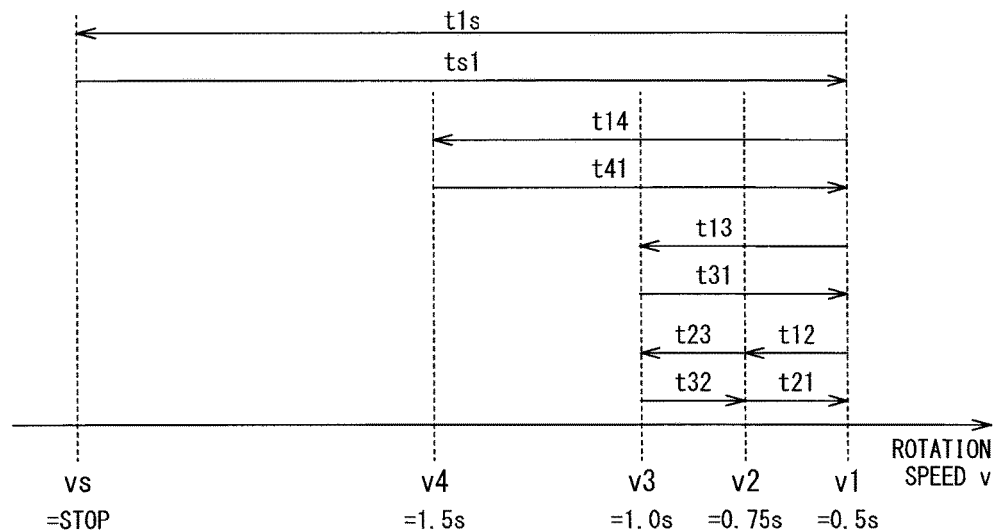 t1s
ts1
t14
t41
t13
t31
t23 t12
t32 t21
ROTATION
SPEED v
vs v4 v3 v2 v1
=STOP =1.5s =1.0s =0.75s =0.5s